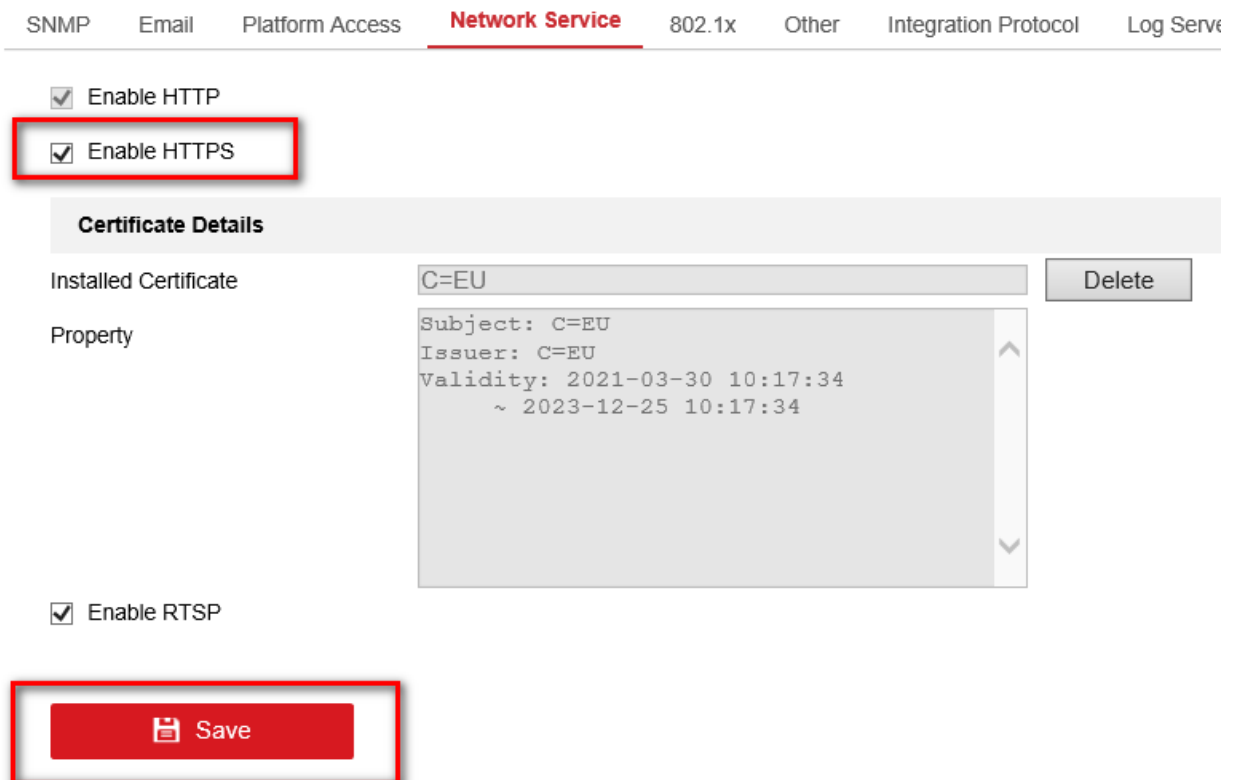 SNMP Email Platform Access Network Service 802.1x Other Integration Protocol Log Serve
Enable HTTP
Enable HTTPS
Certificate Details
Installed Certificate C=EU Delete
Property
Subject: C=EU
Issuer: C=EU
Validity: 2021-03-30 10:17:34
~ 2023-12-25 10:17:34
Enable RTSP
Save